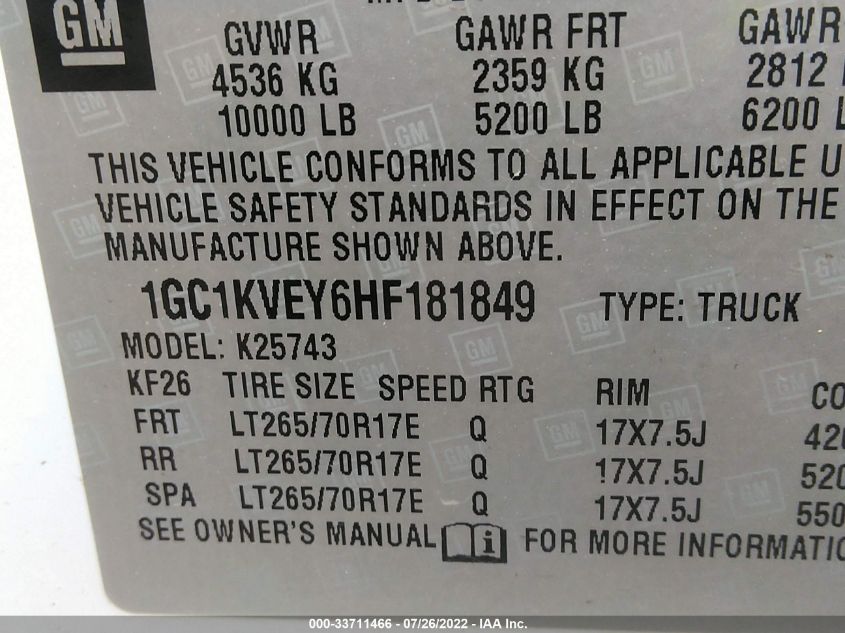 GM
GVWR GAWR FRT GAWR
4536 KG 2359 KG 2812
10000 LB 5200 LB 6200
THIS VEHICLE CONFORMS TO ALL APPLICABLE
VEHICLE SAFETY STANDARDS IN EFFECT ON THE
MANUFACTURE SHOWN ABOVE.
1GC1KVEY6HF181849 TYPE: TRUCK
MODEL: K25743
KF26 TIRE SIZE SPEED RTG RIM
FRT LT265/70R17E Q 17X7.5J
RR LT265/70R17E Q 17X7.5J
SPA LT265/70R17E Q 17X7.5J
SEE OWNER'S MANUAL i FOR MORE
000-33711466 - 07/26/2022 - IAA Inc.